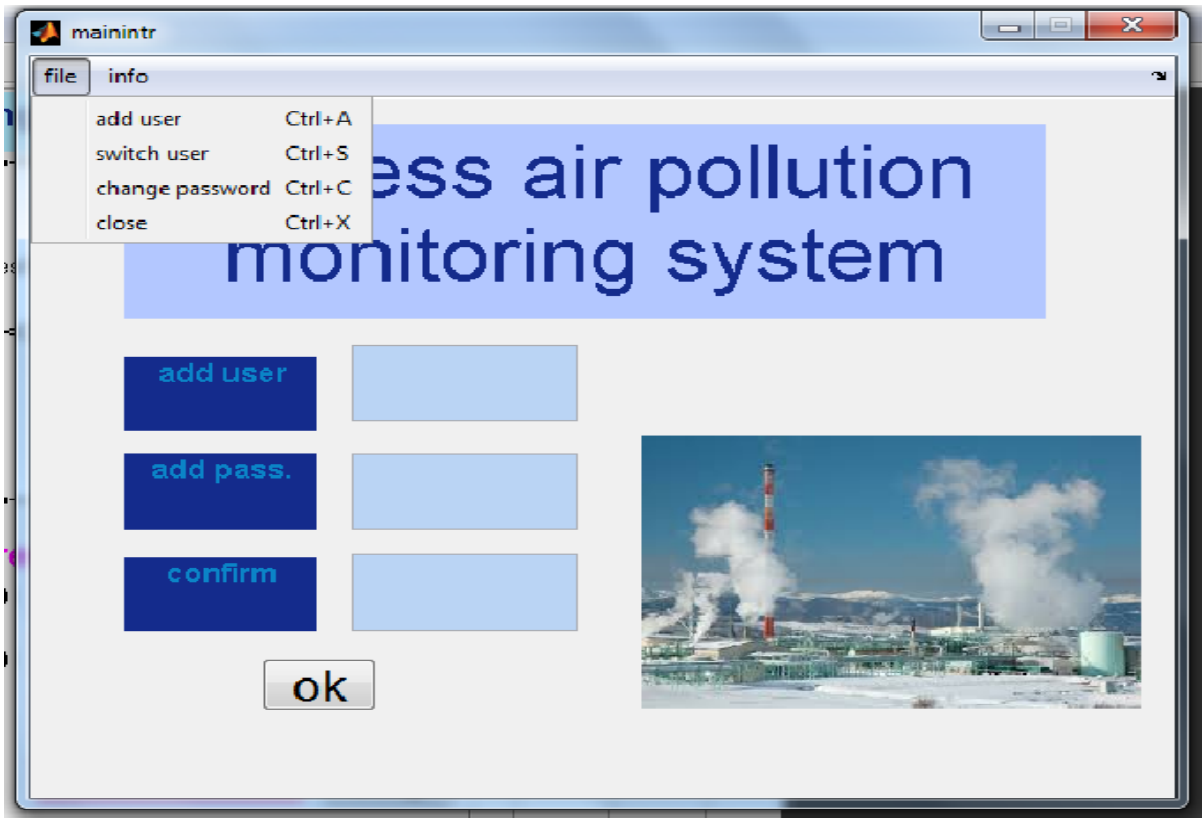 mainintr
file info
add user Ctrl+A
switch user Ctrl+S
change password Ctrl+C
close Ctrl+X
ess air pollution
monitoring system
add user
add pass.
confirm
ok